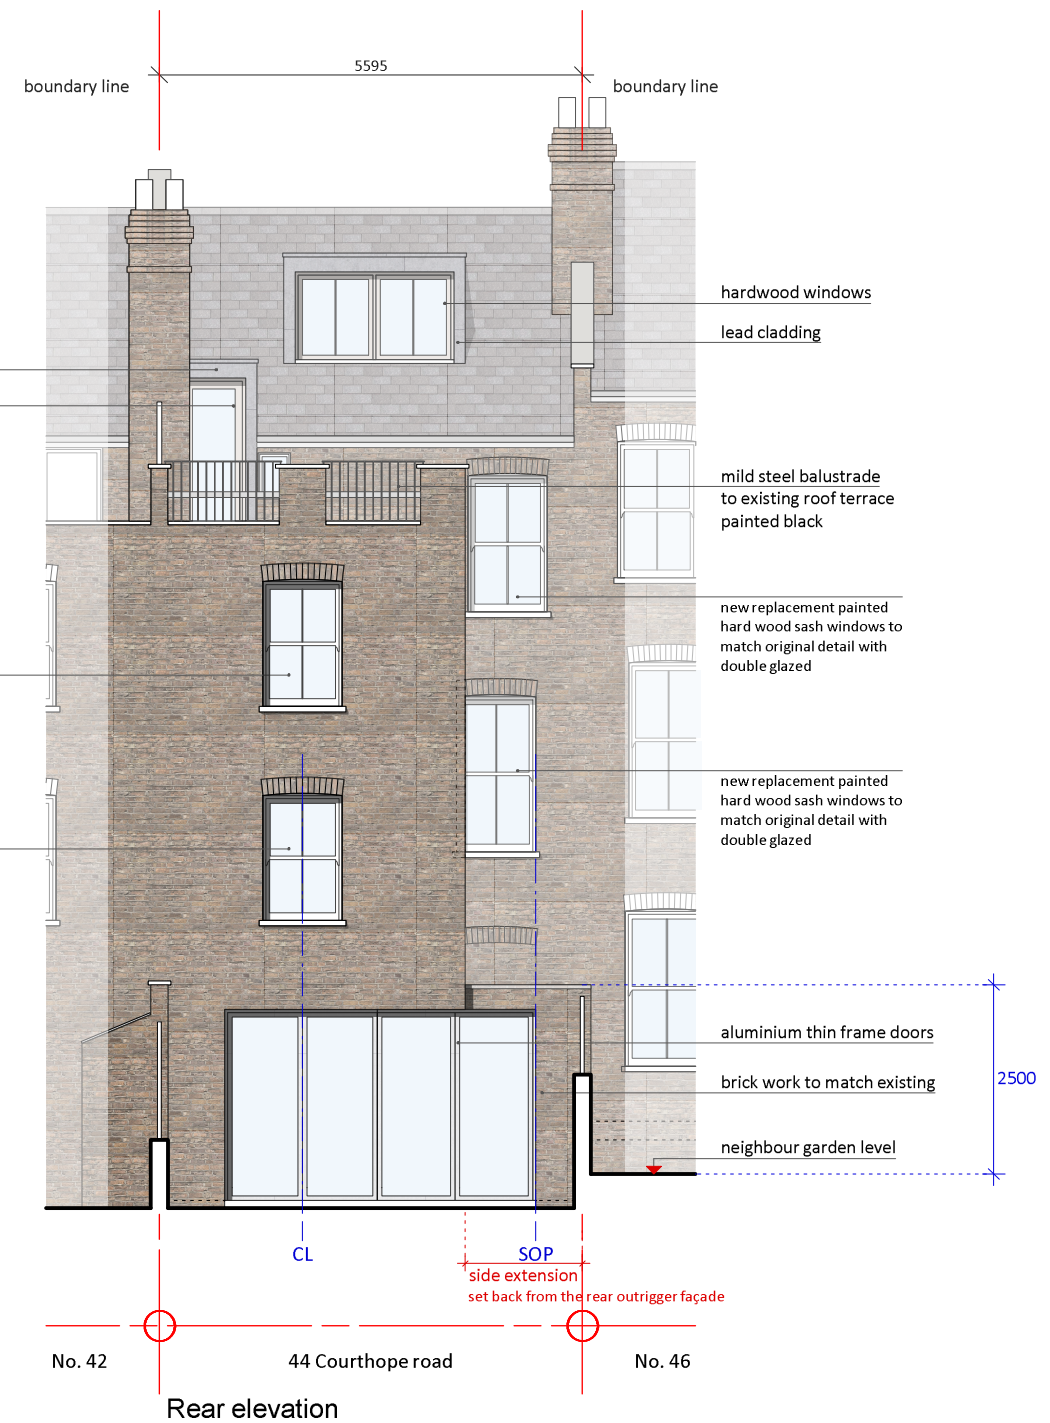 5595
boundary line
boundary line
hardwood windows
lead cladding
mild steel balustrade
to existing roof terrace
painted black
new replacement painted
hard wood sash windows to
match original detail with
double glazed
new replacement painted
hard wood sash windows to
match original detail with
double glazed
aluminium thin frame doors
2500
brick work to match existing
neighbour garden level
CL
SOP
side extension
set back from the rear outrigger façade
No. 42
44 Courthope road
No. 46
Rear elevation